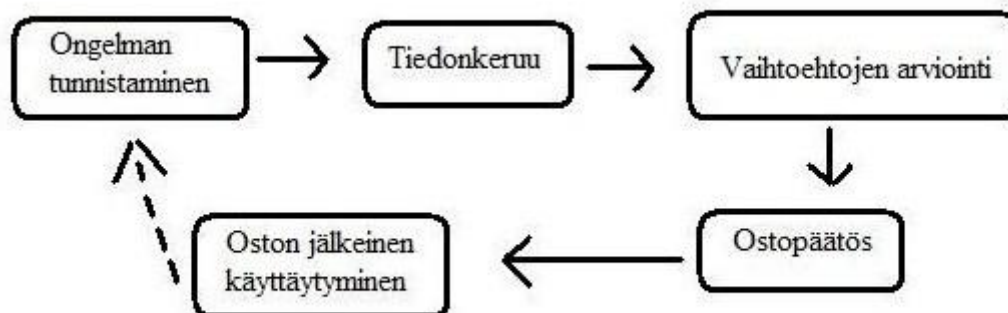 Ongelman
tunnistaminen
Tiedonkeruu
Vaihtoehtojen arviointi
Ostopäätös
Oston jälkeinen
käyttäytyminen